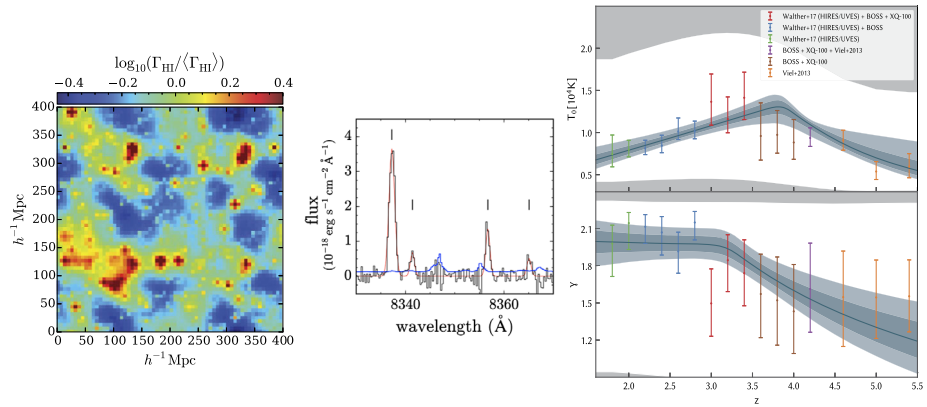 log₁₀(Γ_HI/⟨Γ_HI⟩)
−0.4 −0.2 0.0 0.2 0.4
400
350
300
250
200
150
100
50
0
h⁻¹ Mpc
0 50 100 150 200 250 300 350 400
h⁻¹ Mpc
flux
(10⁻¹⁸ erg s⁻¹ cm⁻² Å⁻¹)
4
3
2
1
0
8340 8360
wavelength (Å)
Walther+17 (HIRES/UVES) + BOSS + XQ-100
Walther+17 (HIRES/UVES) + BOSS
Walther+17 (HIRES/UVES)
BOSS + XQ-100 + Viel+2013
BOSS + XQ-100
Viel+2013
T₀[10⁴K]
2.0
1.5
1.0
0.5
γ
2.1
1.8
1.5
1.2
2.0 2.5 3.0 3.5 4.0 4.5 5.0 5.5
z